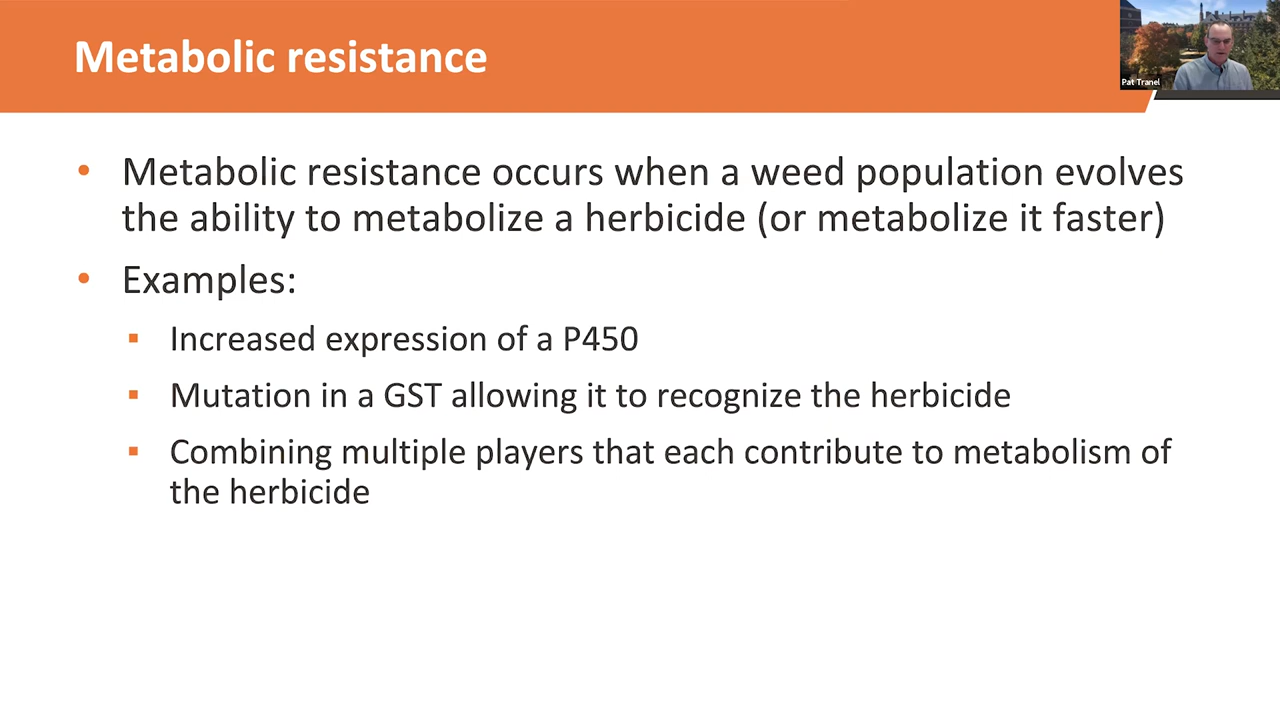 Metabolic resistance
Pat Tranel
• Metabolic resistance occurs when a weed population evolves
the ability to metabolize a herbicide (or metabolize it faster)
• Examples:
▪ Increased expression of a P450
▪ Mutation in a GST allowing it to recognize the herbicide
▪ Combining multiple players that each contribute to metabolism of
the herbicide